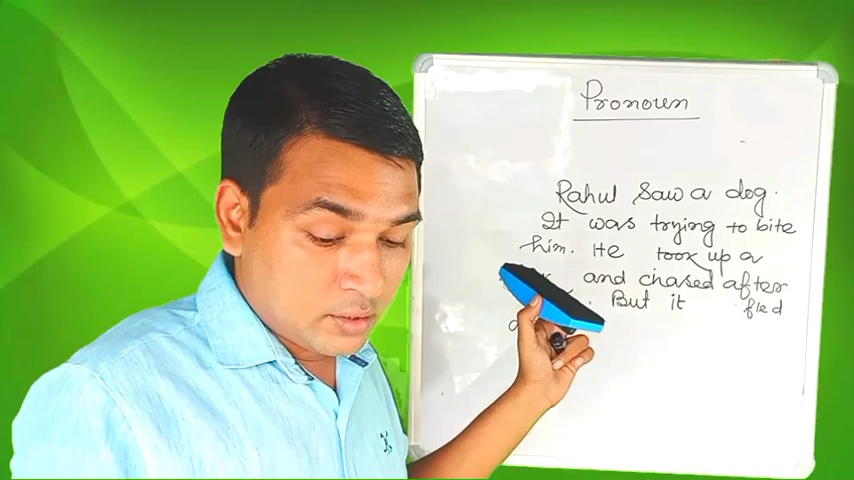 Pronoun
Rahul saw a dog.
It was trying to bite
him. He took up a
and chased after
. But it fled